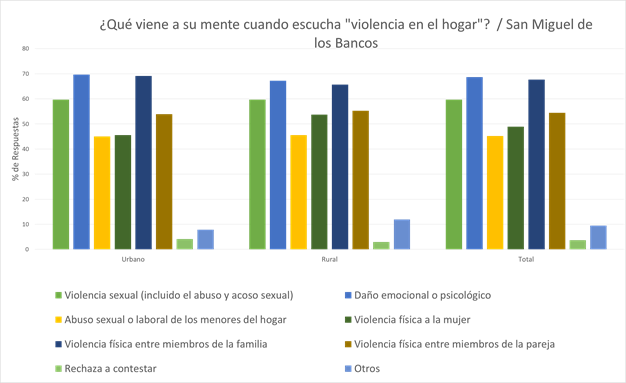 ¿Qué viene a su mente cuando escucha "violencia en el hogar"? / San Miguel de
los Bancos
80
70
60
50
40
30
20
10
0
% de Respuestas
Urbano Rural Total
Violencia sexual (incluido el abuso y acoso sexual) Daño emocional o psicológico
Abuso sexual o laboral de los menores del hogar Violencia física a la mujer
Violencia física entre miembros de la familia Violencia física entre miembros de la pareja
Rechaza a contestar Otros